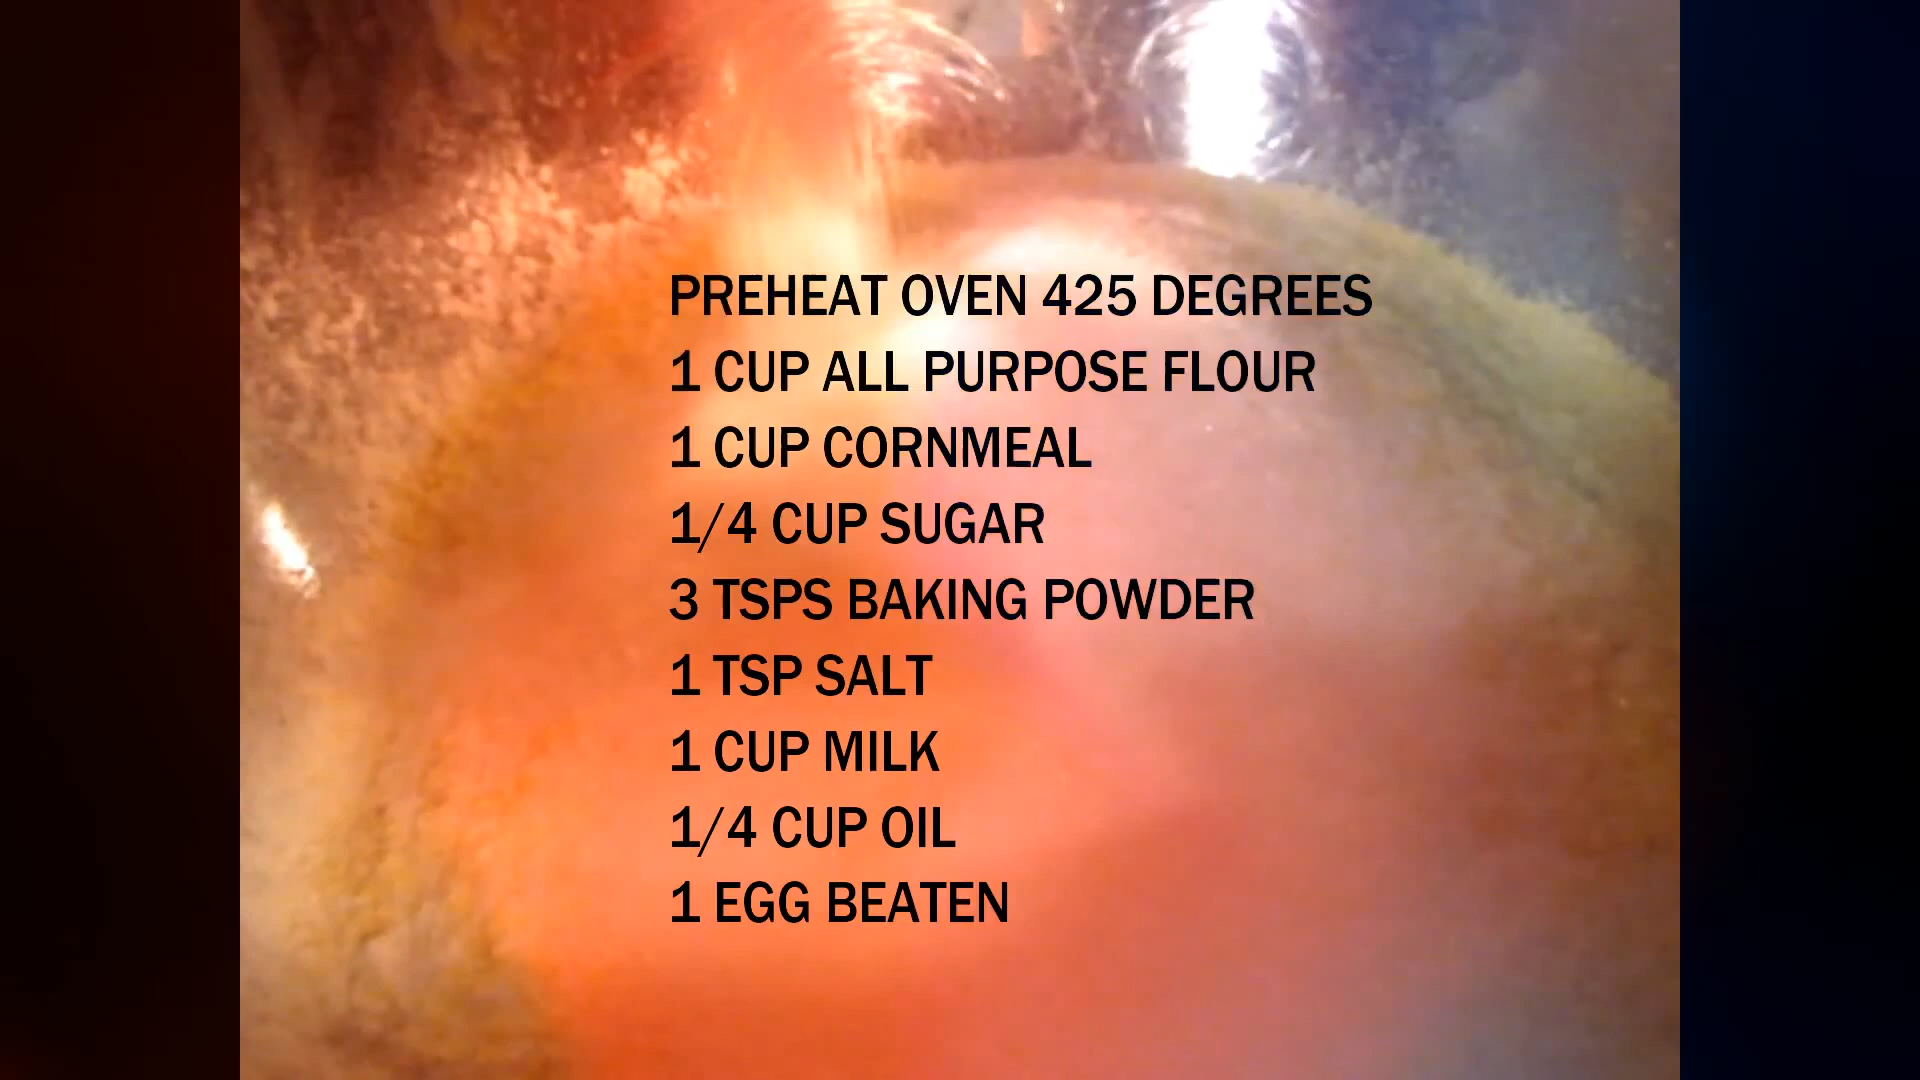 PREHEAT OVEN 425 DEGREES
1 CUP ALL PURPOSE FLOUR
1 CUP CORNMEAL
1/4 CUP SUGAR
3 TSPS BAKING POWDER
1 TSP SALT
1 CUP MILK
1/4 CUP OIL
1 EGG BEATEN